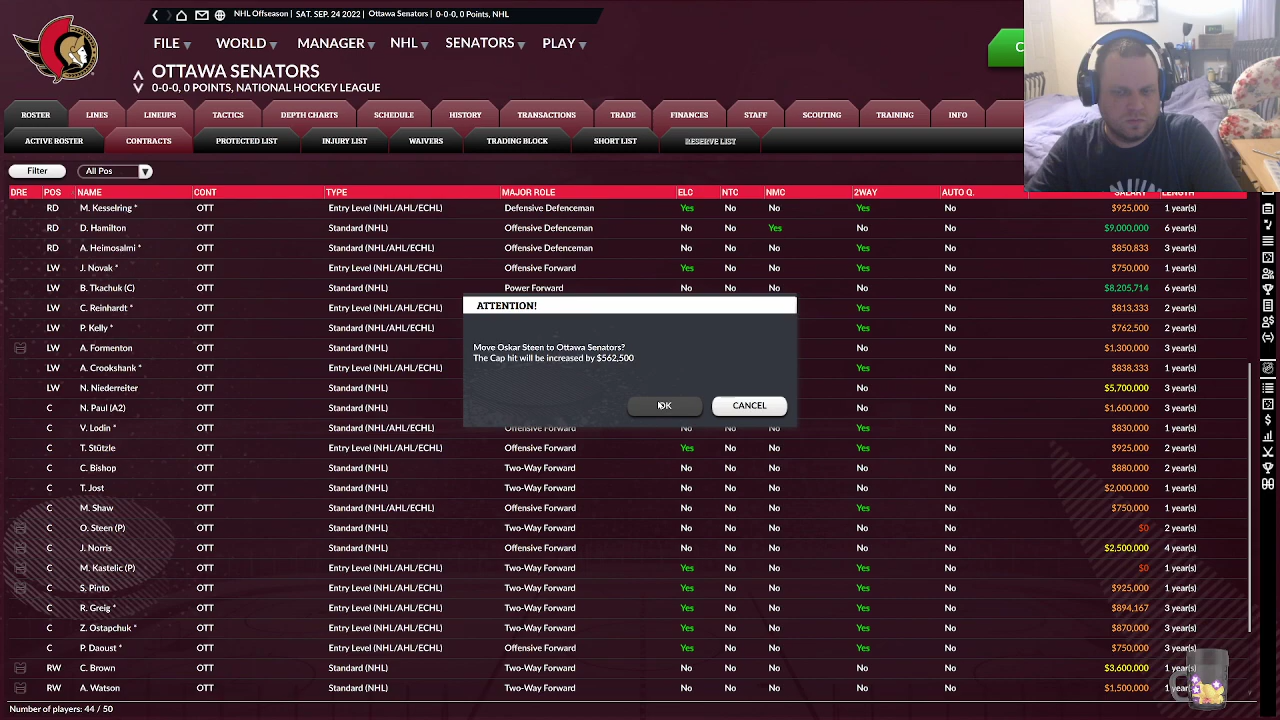 NHL Offseason | SAT. SEP. 24 2022 | Ottawa Senators | 0-0-0, 0 Points, NHL
FILE WORLD MANAGER NHL SENATORS PLAY
OTTAWA SENATORS
0-0-0, 0 POINTS, NATIONAL HOCKEY LEAGUE
ROSTER LINES LINEUPS TACTICS DEPTH CHARTS SCHEDULE HISTORY TRANSACTIONS TRADE FINANCES STAFF SCOUTING TRAINING INFO
ACTIVE ROSTER CONTRACTS PROTECTED LIST INJURY LIST WAIVERS TRADING BLOCK SHORT LIST RESERVE LIST
Filter All Pos
DRE POS NAME CONT TYPE MAJOR ROLE ELC NTC NMC 2WAY AUTO Q. SALARY LENGTH
RD M. Kesselring * OTT Entry Level (NHL/AHL/ECHL) Defensive Defenceman Yes No No Yes No $925,000 1 year(s)
RD D. Hamilton OTT Standard (NHL) Offensive Defenceman No No Yes No No $9,000,000 6 year(s)
RD A. Heimosalmi * OTT Standard (NHL/AHL/ECHL) Offensive Defenceman No No No Yes No $850,833 3 year(s)
LW J. Novak * OTT Entry Level (NHL/AHL/ECHL) Offensive Forward Yes No No Yes No $750,000 1 year(s)
LW B. Tkachuk (C) OTT Standard (NHL) Power Forward No No No No No $8,205,714 6 year(s)
LW C. Reinhardt * OTT Entry Level (NHL/AHL/ECHL) Yes No $813,333 2 year(s)
LW P. Kelly * OTT Standard (NHL/AHL/ECHL) Yes No $762,500 2 year(s)
LW A. Formenton OTT Standard (NHL) No No $1,300,000 3 year(s)
LW A. Crookshank * OTT Entry Level (NHL/AHL/ECHL) Yes No $838,333 2 year(s)
LW N. Niederreiter OTT Standard (NHL) No No $5,700,000 3 year(s)
C N. Paul (A2) OTT Standard (NHL) No No $1,600,000 3 year(s)
C V. Lodin * OTT Entry Level (NHL/AHL/ECHL) Offensive Forward No No No Yes No $830,000 1 year(s)
C T. Stützle OTT Entry Level (NHL/AHL/ECHL) Offensive Forward Yes No No Yes No $925,000 2 year(s)
C C. Bishop OTT Standard (NHL) Two-Way Forward No No No No No $880,000 2 year(s)
C T. Jost OTT Standard (NHL) Two-Way Forward No No No No No $2,000,000 1 year(s)
C M. Shaw OTT Standard (NHL/AHL/ECHL) Two-Way Forward No No No Yes No $750,000 1 year(s)
C O. Steen (P) OTT Standard (NHL) Two-Way Forward No No No No No $0 2 year(s)
C J. Norris OTT Standard (NHL) Offensive Forward No No No No No $2,500,000 4 year(s)
C M. Kastelic (P) OTT Entry Level (NHL/AHL/ECHL) Two-Way Forward Yes No No Yes No $0 1 year(s)
C S. Pinto OTT Entry Level (NHL/AHL/ECHL) Two-Way Forward Yes No No Yes No $925,000 1 year(s)
C R. Greig * OTT Entry Level (NHL/AHL/ECHL) Two-Way Forward Yes No No Yes No $894,167 3 year(s)
C Z. Ostapchuk * OTT Entry Level (NHL/AHL/ECHL) Two-Way Forward Yes No No Yes No $870,000 3 year(s)
C P. Daoust * OTT Entry Level (NHL/AHL/ECHL) Offensive Forward Yes No No Yes No $750,000 3 year(s)
RW C. Brown OTT Standard (NHL) Two-Way Forward No No No No No $3,600,000 1 year(s)
RW A. Watson OTT Standard (NHL) Two-Way Forward No No No No No $1,500,000
ATTENTION!
Move Oskar Steen to Ottawa Senators?
The Cap hit will be increased by $562,500
OK CANCEL
Number of players: 44 / 50